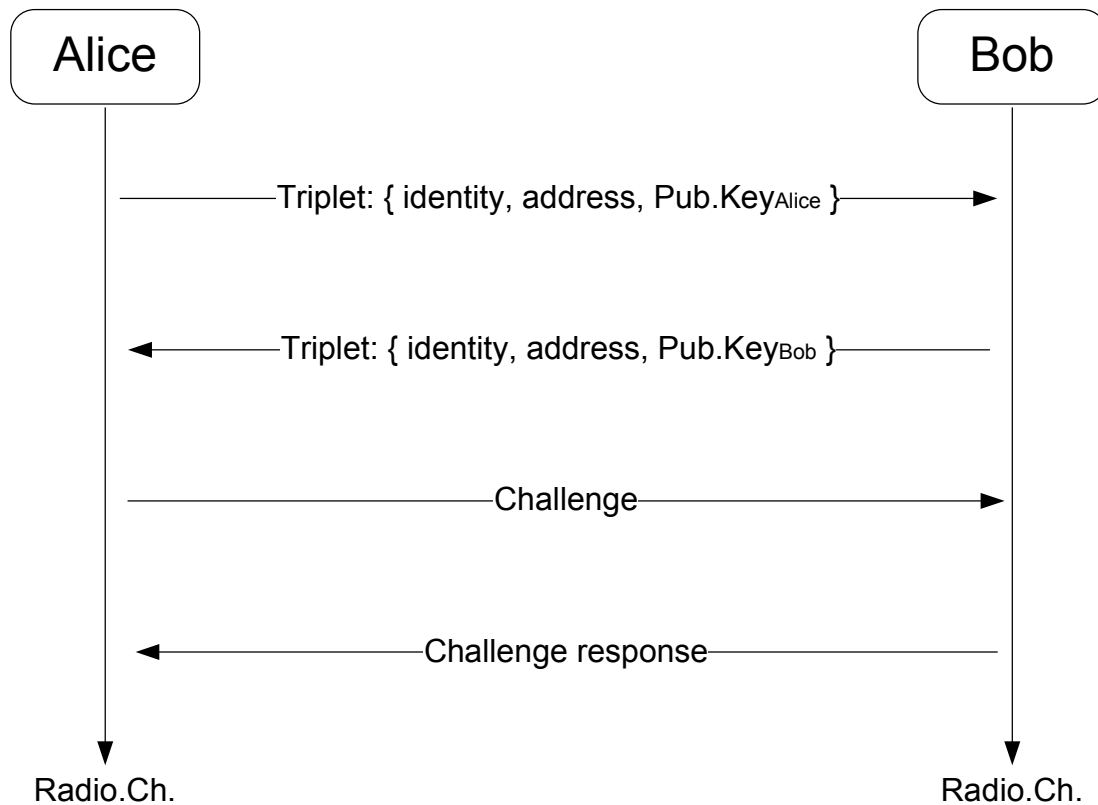 Alice
Bob
Triplet: { identity, address, Pub.KeyAlice }
Triplet: { identity, address, Pub.KeyBob }
Challenge
Challenge response
Radio.Ch.
Radio.Ch.